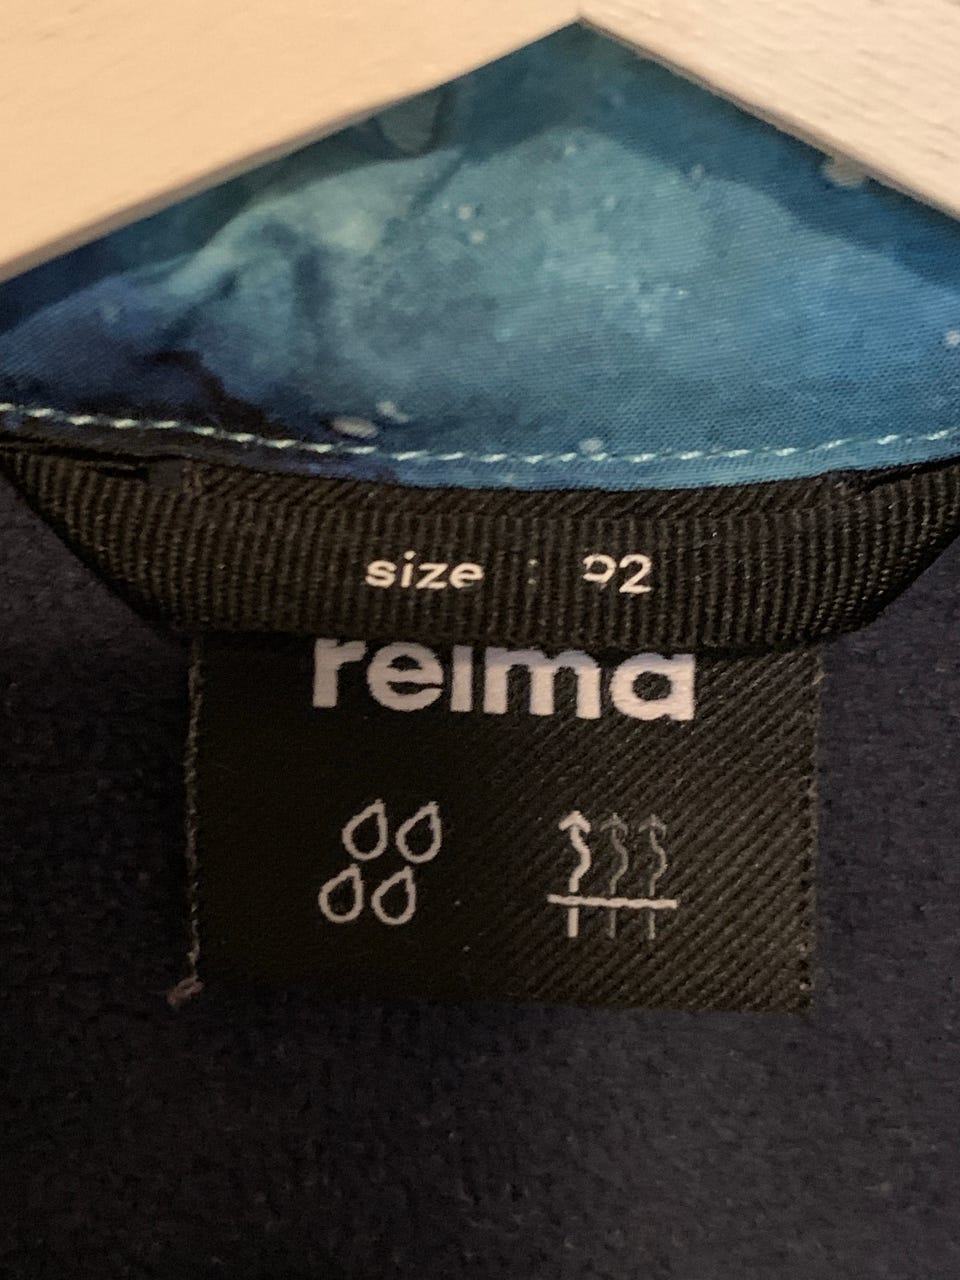 size : 92
reima